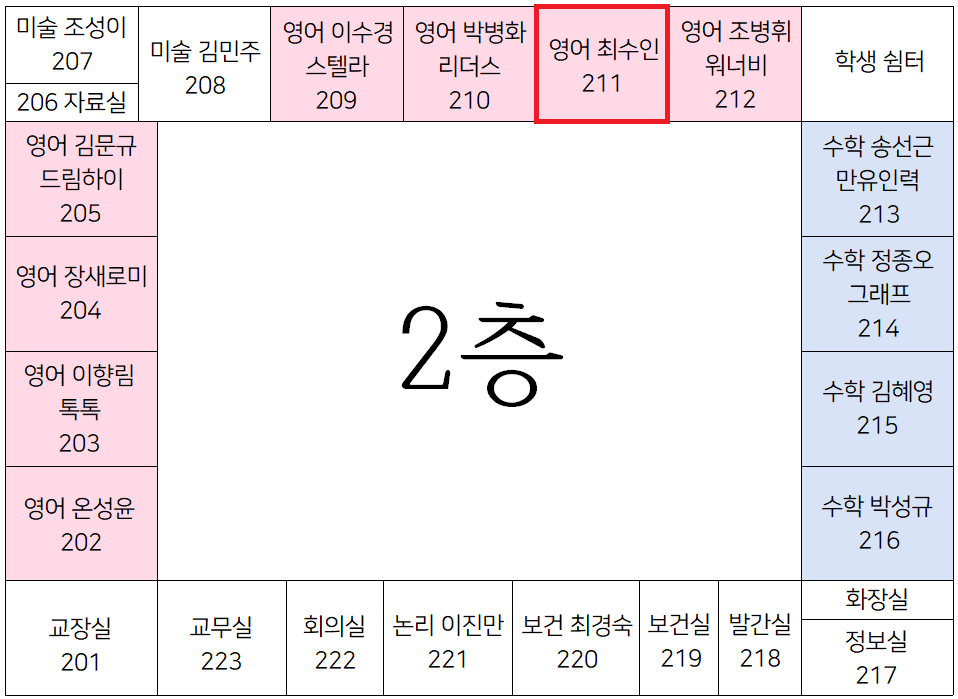 미술 조성이
207
206 자료실
미술 김민주
208
영어 이수경
스텔라
209
영어 박병화
리더스
210
영어 최수인
211
영어 조병휘
워너비
212
학생 쉼터
영어 김문규
드림하이
205
영어 장새로미
204
영어 이향림
톡톡
203
영어 온성윤
202
2층
수학 송선근
만유인력
213
수학 정종오
그래프
214
수학 김혜영
215
수학 박성규
216
교장실
201
교무실
223
회의실
222
논리 이진만
221
보건 최경숙
220
보건실
219
발간실
218
화장실
정보실
217